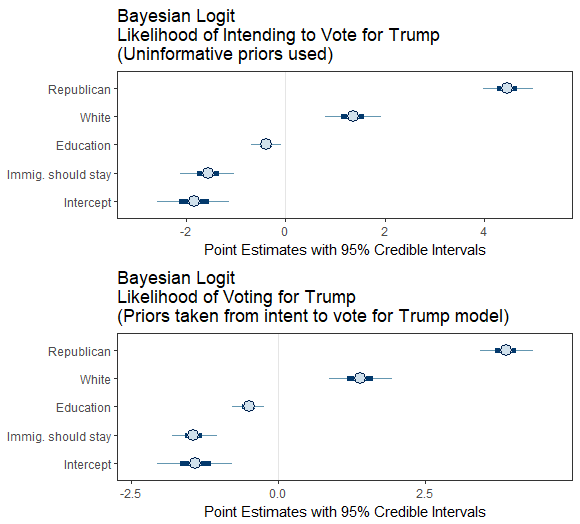 Bayesian Logit
Likelihood of Intending to Vote for Trump
(Uninformative priors used)
Republican
White
Education
Immig. should stay
Intercept
-2 0 2 4
Point Estimates with 95% Credible Intervals
Bayesian Logit
Likelihood of Voting for Trump
(Priors taken from intent to vote for Trump model)
Republican
White
Education
Immig. should stay
Intercept
-2.5 0.0 2.5
Point Estimates with 95% Credible Intervals